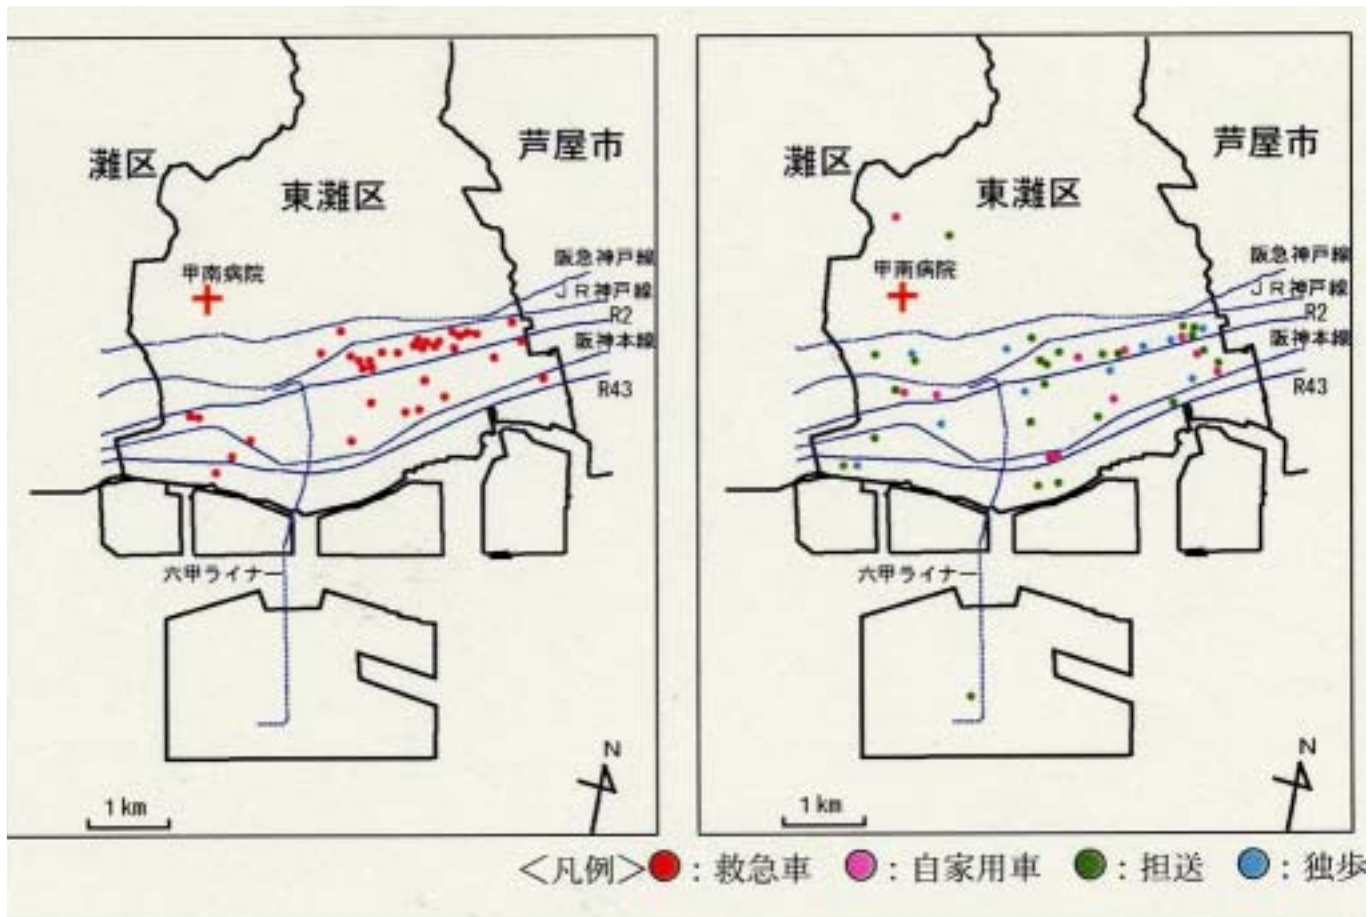 灘区
東灘区
芦屋市
甲南病院
阪急神戸線
JR神戸線
R2
阪神本線
R43
六甲ライナー
N
1km
灘区
東灘区
芦屋市
甲南病院
阪急神戸線
JR神戸線
R2
阪神本線
R43
六甲ライナー
N
1km
<凡例> : 救急車 : 自家用車 : 担送 : 独歩